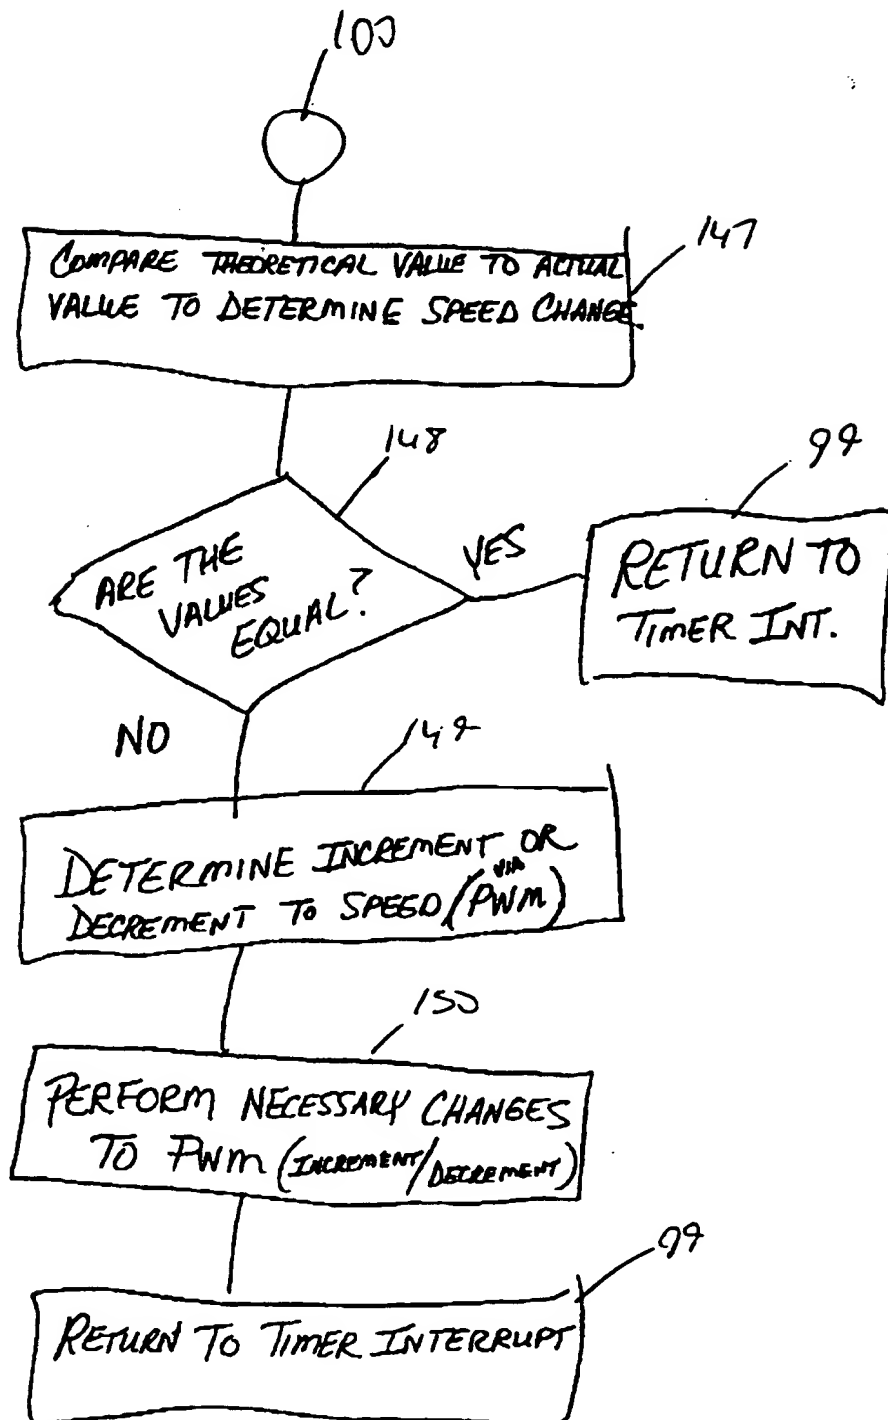 100
147
COMPARE THEORETICAL VALUE TO ACTUAL
VALUE TO DETERMINE SPEED CHANGE.
148
ARE THE
VALUES
EQUAL?
YES
99
RETURN TO
TIMER INT.
NO
149
DETERMINE INCREMENT OR
DECREMENT TO SPEED (VIA PWM)
150
PERFORM NECESSARY CHANGES
TO PWM (INCREMENT/DECREMENT)
99
RETURN TO TIMER INTERRUPT